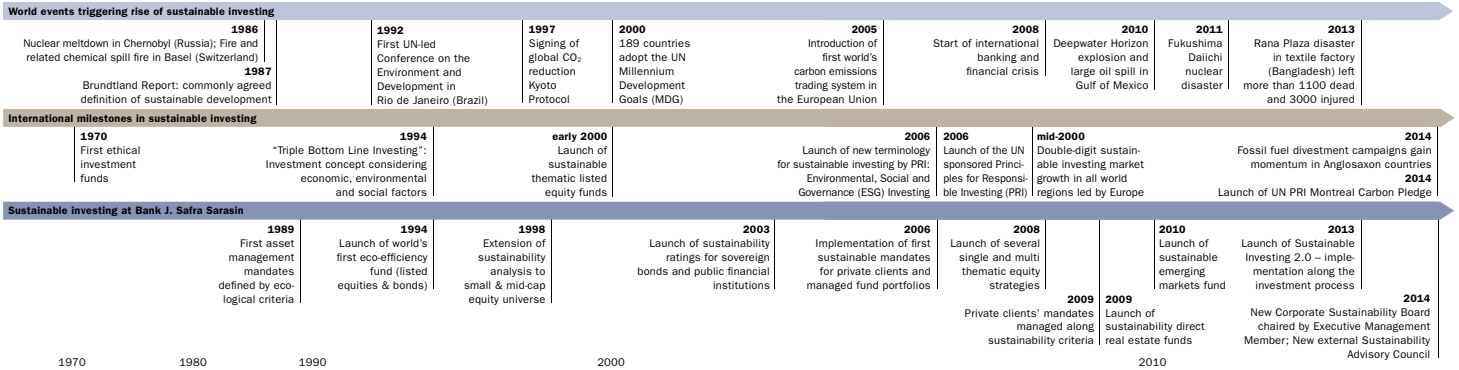 World events triggering rise of sustainable investing
1986
Nuclear meltdown in Chernobyl (Russia); Fire and
related chemical spill fire in Basel (Switzerland)
1987
Brundtland Report: commonly agreed
definition of sustainable development
1992
First UN-led
Conference on the
Environment and
Development in
Rio de Janeiro (Brazil)
1997
Signing of
global CO₂
reduction
Kyoto
Protocol
2000
189 countries
adopt the UN
Millennium
Development
Goals (MDG)
2005
Introduction of
first world's
carbon emissions
trading system in
the European Union
2008
Start of international
banking and
financial crisis
2010
Deepwater Horizon
explosion and
large oil spill in
Gulf of Mexico
2011
Fukushima
Daiichi
nuclear
disaster
2013
Rana Plaza disaster
in textile factory
(Bangladesh) left
more than 1100 dead
and 3000 injured
International milestones in sustainable investing
1970
First ethical
investment
funds
1994
“Triple Bottom Line Investing”:
Investment concept considering
economic, environmental
and social factors
early 2000
Launch of
sustainable
thematic listed
equity funds
2006
Launch of new terminology
for sustainable investing by PRI:
Environmental, Social and
Governance (ESG) Investing
2006
Launch of the UN
sponsored Princi-
ples for Responsi-
ble Investing (PRI)
mid-2000
Double-digit sustain-
able investing market
growth in all world
regions led by Europe
2014
Fossil fuel divestment campaigns gain
momentum in Anglosaxon countries
2014
Launch of UN PRI Montreal Carbon Pledge
Sustainable investing at Bank J. Safra Sarasin
1989
First asset
management
mandates
defined by eco-
logical criteria
1994
Launch of world's
first eco-efficiency
fund (listed
equities & bonds)
1998
Extension of
sustainability
analysis to
small & mid-cap
equity universe
2003
Launch of sustainability
ratings for sovereign
bonds and public financial
institutions
2006
Implementation of first
sustainable mandates
for private clients and
managed fund portfolios
2008
Launch of several
single and multi
thematic equity
strategies
2009
Private clients' mandates
managed along
sustainability criteria
2009
Launch of
sustainability direct
real estate funds
2010
Launch of
sustainable
emerging
markets fund
2013
Launch of Sustainable
Investing 2.0 – imple-
mentation along the
investment process
2014
New Corporate Sustainability Board
chaired by Executive Management
Member; New external Sustainability
Advisory Council
1970
1980
1990
2000
2010